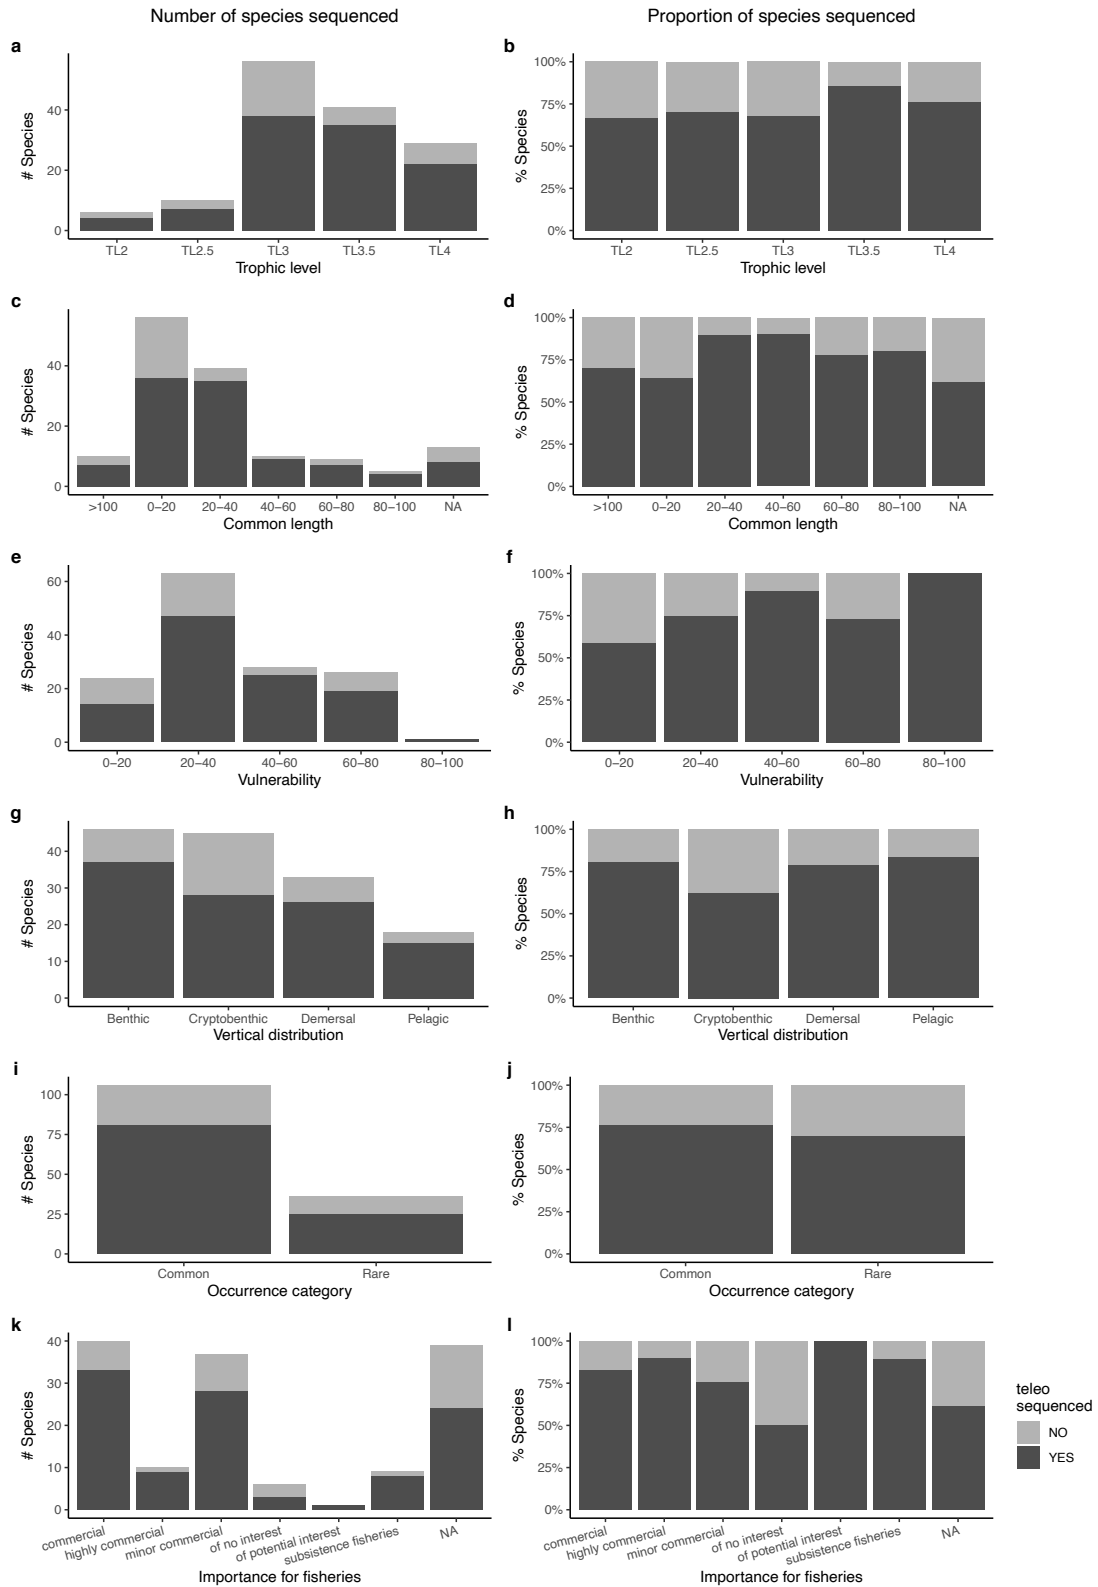 Number of species sequenced
Proportion of species sequenced
a
# Species
40
20
0
TL2 TL2.5 TL3 TL3.5 TL4
Trophic level
b
% Species
100%
75%
50%
25%
0%
TL2 TL2.5 TL3 TL3.5 TL4
Trophic level
c
# Species
40
20
0
>100 0–20 20–40 40–60 60–80 80–100 NA
Common length
d
% Species
100%
75%
50%
25%
0%
>100 0–20 20–40 40–60 60–80 80–100 NA
Common length
e
# Species
60
40
20
0
0–20 20–40 40–60 60–80 80–100
Vulnerability
f
% Species
100%
75%
50%
25%
0%
0–20 20–40 40–60 60–80 80–100
Vulnerability
g
# Species
40
30
20
10
0
Benthic Cryptobenthic Demersal Pelagic
Vertical distribution
h
% Species
100%
75%
50%
25%
0%
Benthic Cryptobenthic Demersal Pelagic
Vertical distribution
i
# Species
100
75
50
25
0
Common Rare
Occurrence category
j
% Species
100%
75%
50%
25%
0%
Common Rare
Occurrence category
k
# Species
40
30
20
10
0
commercial
highly commercial
minor commercial
of no interest
of potential interest
subsistence fisheries
NA
Importance for fisheries
l
% Species
100%
75%
50%
25%
0%
commercial
highly commercial
minor commercial
of no interest
of potential interest
subsistence fisheries
NA
Importance for fisheries
teleo
sequenced
NO
YES